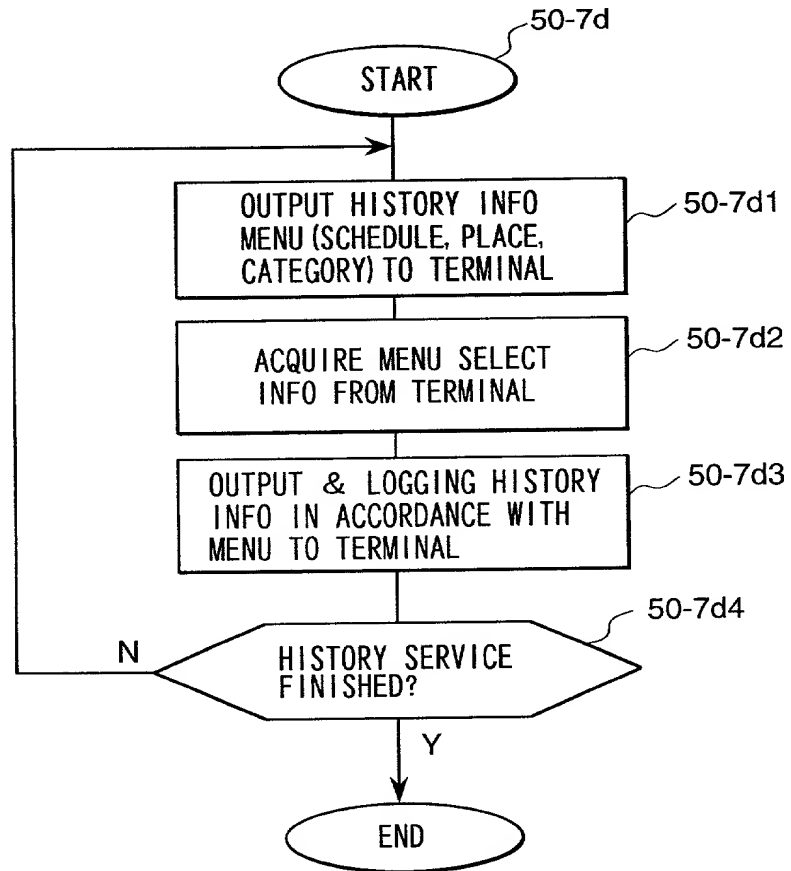 50-7d
START
OUTPUT HISTORY INFO
MENU (SCHEDULE, PLACE,
CATEGORY) TO TERMINAL
50-7d1
ACQUIRE MENU SELECT
INFO FROM TERMINAL
50-7d2
OUTPUT & LOGGING HISTORY
INFO IN ACCORDANCE WITH
MENU TO TERMINAL
50-7d3
50-7d4
N
HISTORY SERVICE
FINISHED?
Y
END